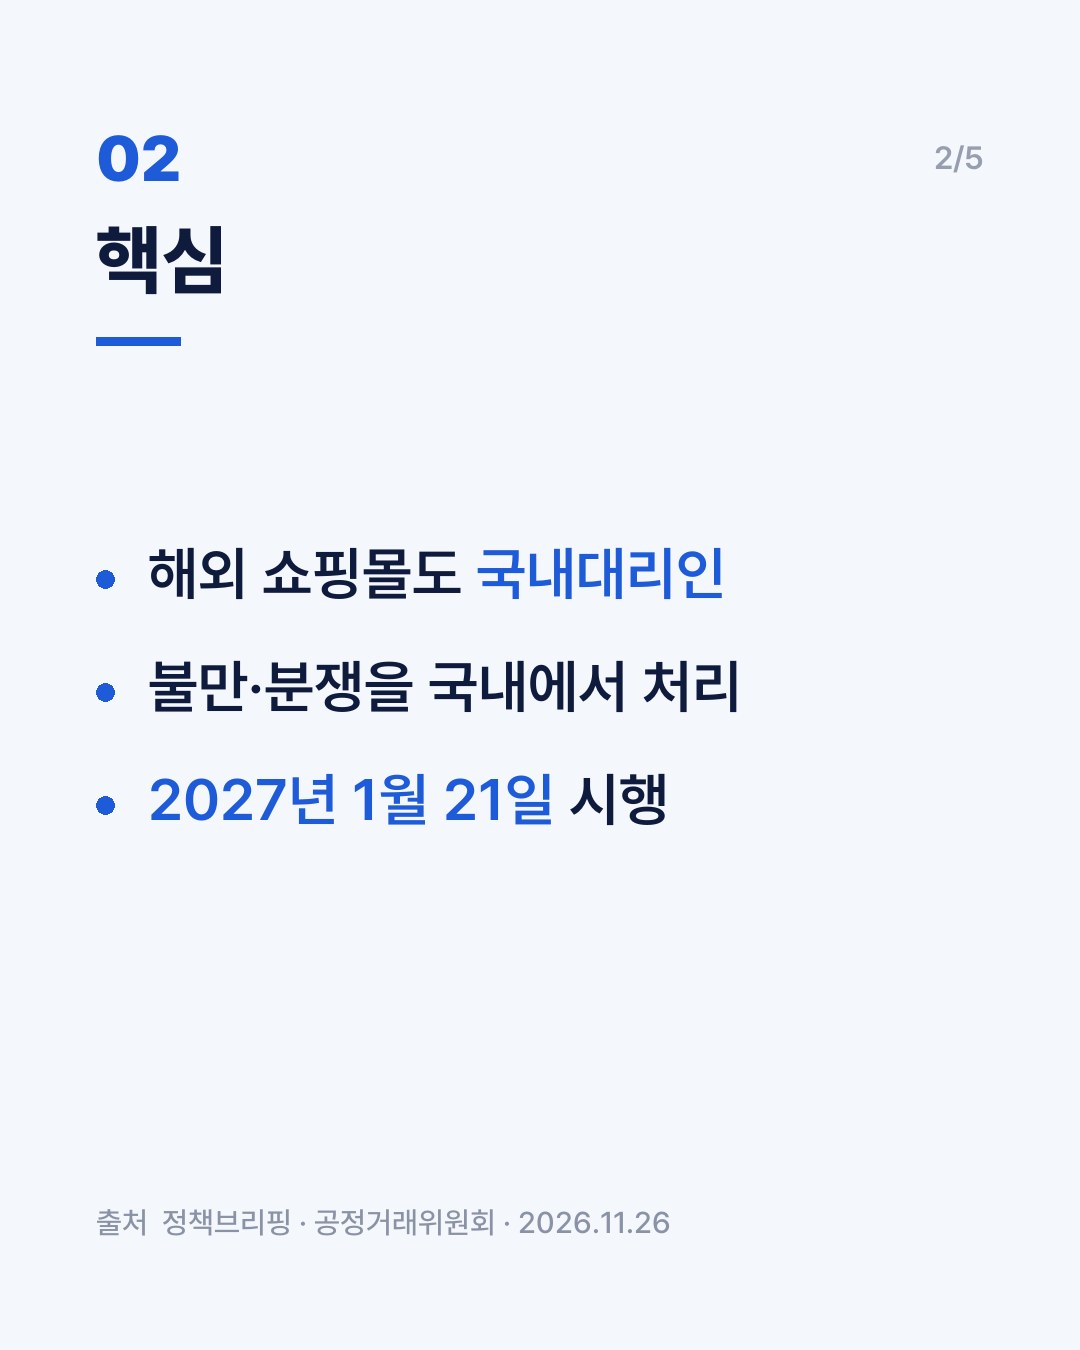 02
2/5
핵심
해외 쇼핑몰도 국내대리인
불만·분쟁을 국내에서 처리
2027년 1월 21일 시행
출처 정책브리핑 · 공정거래위원회 · 2026.11.26